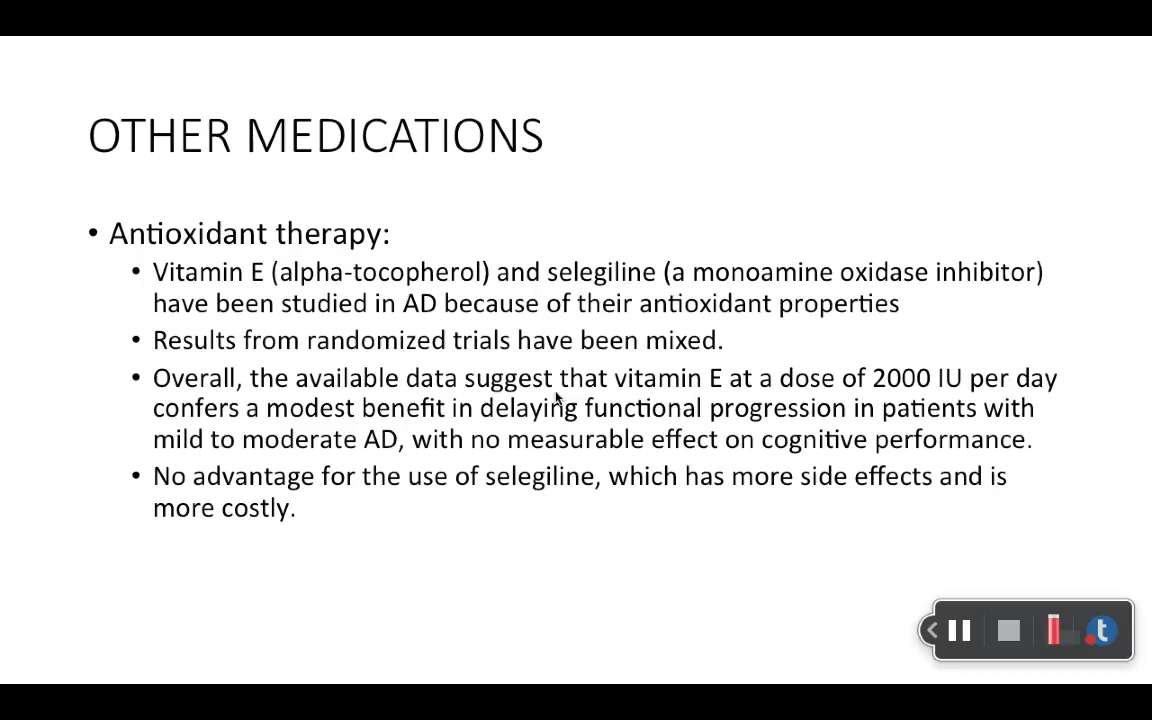 OTHER MEDICATIONS
• Antioxidant therapy:
• Vitamin E (alpha-tocopherol) and selegiline (a monoamine oxidase inhibitor)
have been studied in AD because of their antioxidant properties
• Results from randomized trials have been mixed.
• Overall, the available data suggest that vitamin E at a dose of 2000 IU per day
confers a modest benefit in delaying functional progression in patients with
mild to moderate AD, with no measurable effect on cognitive performance.
• No advantage for the use of selegiline, which has more side effects and is
more costly.
t